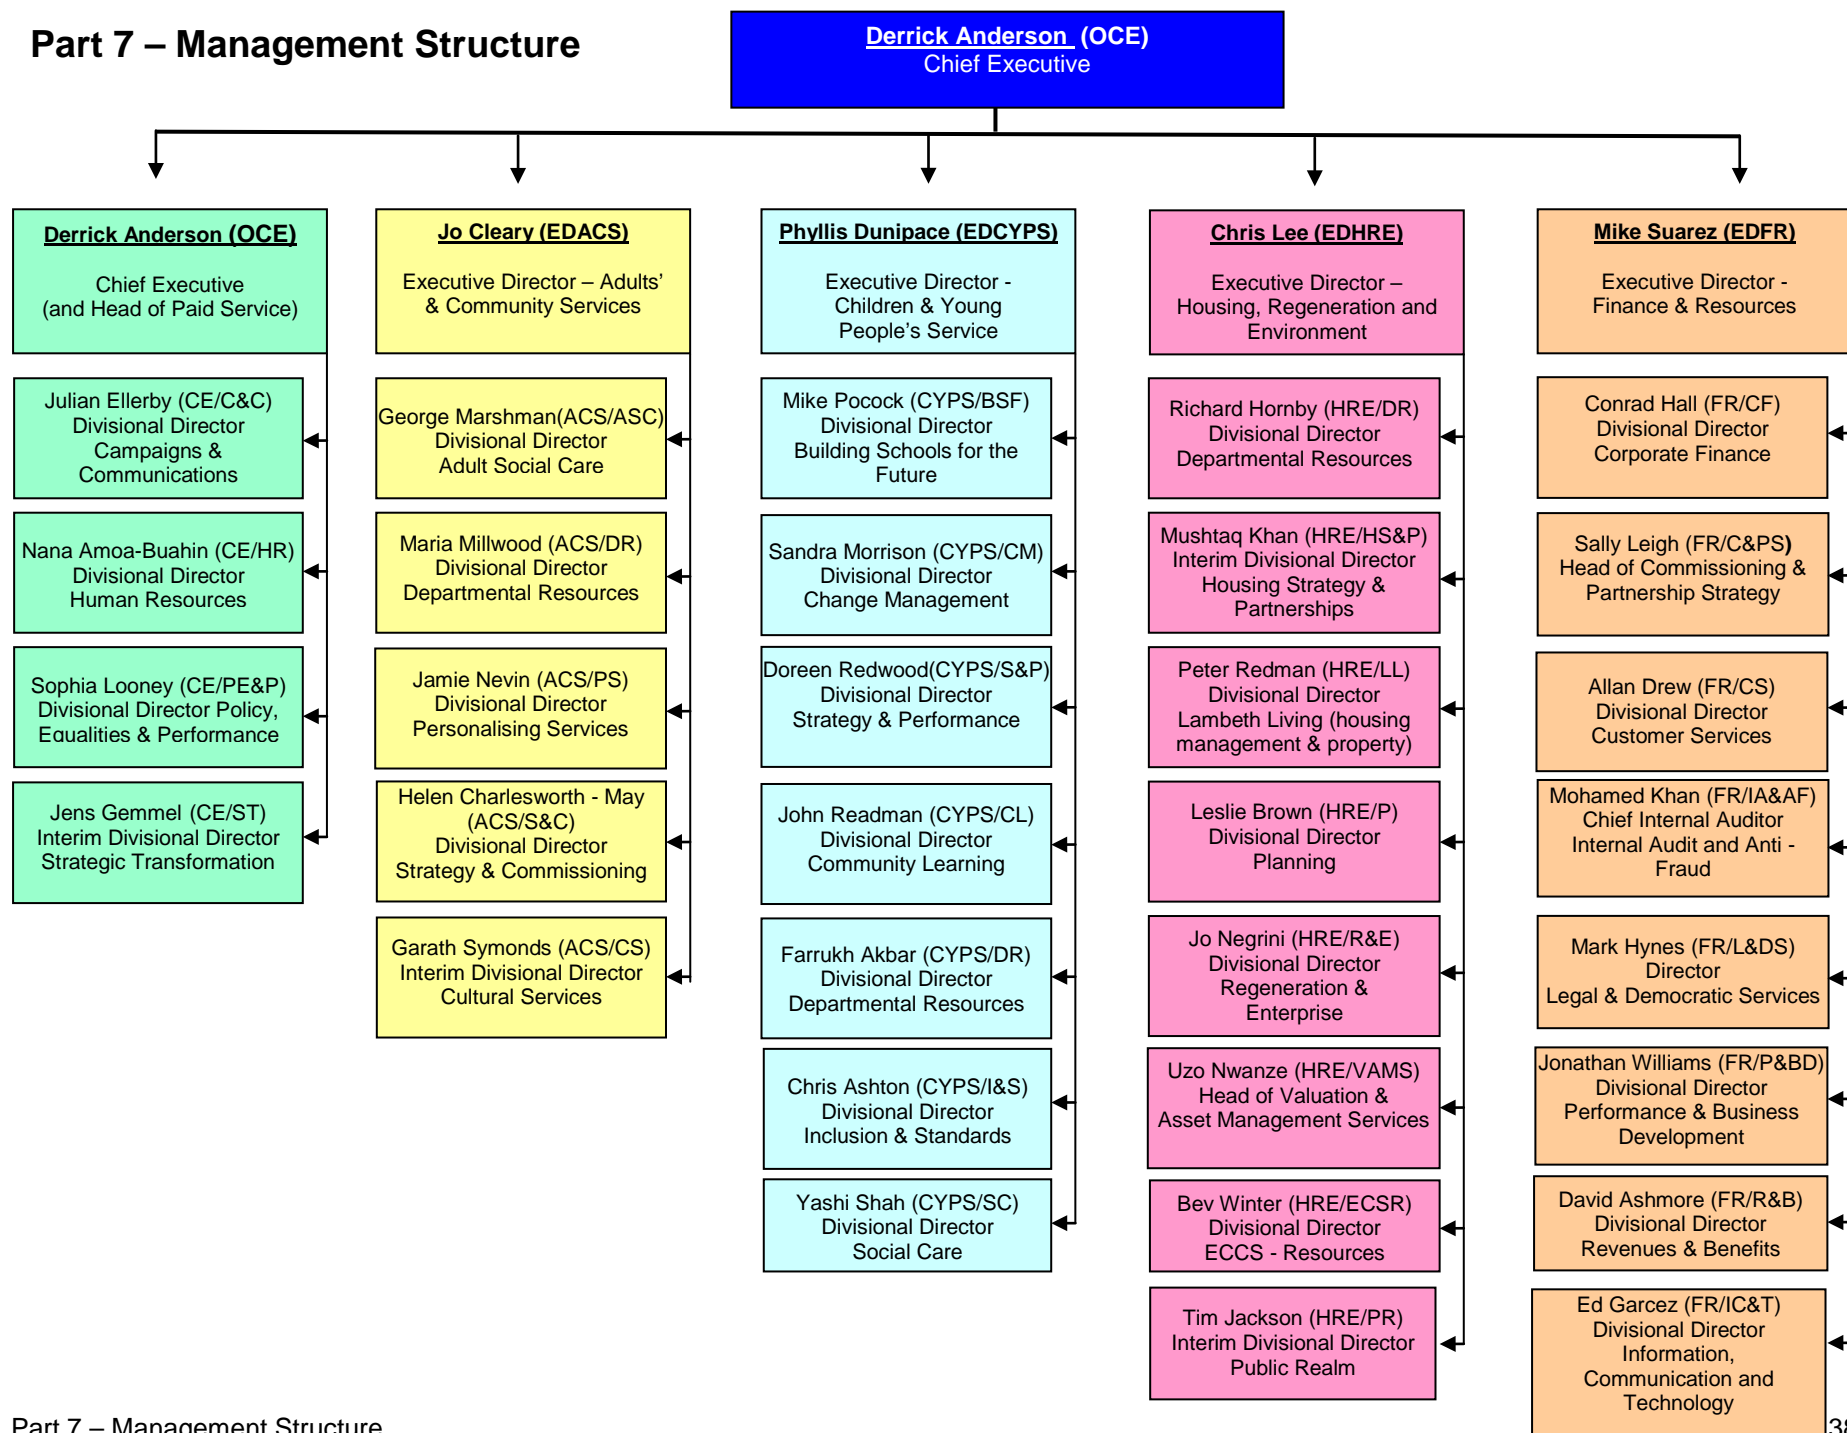 Part 7 – Management Structure
Derrick Anderson (OCE)
Chief Executive
Derrick Anderson (OCE)
Chief Executive
(and Head of Paid Service)
Julian Ellerby (CE/C&C)
Divisional Director
Campaigns &
Communications
Nana Amoa-Buahin (CE/HR)
Divisional Director
Human Resources
Sophia Looney (CE/PE&P)
Divisional Director Policy,
Equalities & Performance
Jens Gemmel (CE/ST)
Interim Divisional Director
Strategic Transformation
Jo Cleary (EDACS)
Executive Director – Adults’
& Community Services
George Marshman(ACS/ASC)
Divisional Director
Adult Social Care
Maria Millwood (ACS/DR)
Divisional Director
Departmental Resources
Jamie Nevin (ACS/PS)
Divisional Director
Personalising Services
Helen Charlesworth - May
(ACS/S&C)
Divisional Director
Strategy & Commissioning
Garath Symonds (ACS/CS)
Interim Divisional Director
Cultural Services
Phyllis Dunipace (EDCYPS)
Executive Director -
Children & Young
People’s Service
Mike Pocock (CYPS/BSF)
Divisional Director
Building Schools for the
Future
Sandra Morrison (CYPS/CM)
Divisional Director
Change Management
Doreen Redwood(CYPS/S&P)
Divisional Director
Strategy & Performance
John Readman (CYPS/CL)
Divisional Director
Community Learning
Farrukh Akbar (CYPS/DR)
Divisional Director
Departmental Resources
Chris Ashton (CYPS/I&S)
Divisional Director
Inclusion & Standards
Yashi Shah (CYPS/SC)
Divisional Director
Social Care
Chris Lee (EDHRE)
Executive Director –
Housing, Regeneration and
Environment
Richard Hornby (HRE/DR)
Divisional Director
Departmental Resources
Mushtaq Khan (HRE/HS&P)
Interim Divisional Director
Housing Strategy &
Partnerships
Peter Redman (HRE/LL)
Divisional Director
Lambeth Living (housing
management & property)
Leslie Brown (HRE/P)
Divisional Director
Planning
Jo Negrini (HRE/R&E)
Divisional Director
Regeneration &
Enterprise
Uzo Nwanze (HRE/VAMS)
Head of Valuation &
Asset Management Services
Bev Winter (HRE/ECSR)
Divisional Director
ECCS - Resources
Tim Jackson (HRE/PR)
Interim Divisional Director
Public Realm
Mike Suarez (EDFR)
Executive Director -
Finance & Resources
Conrad Hall (FR/CF)
Divisional Director
Corporate Finance
Sally Leigh (FR/C&PS)
Head of Commissioning &
Partnership Strategy
Allan Drew (FR/CS)
Divisional Director
Customer Services
Mohamed Khan (FR/IA&AF)
Chief Internal Auditor
Internal Audit and Anti -
Fraud
Mark Hynes (FR/L&DS)
Director
Legal & Democratic Services
Jonathan Williams (FR/P&BD)
Divisional Director
Performance & Business
Development
David Ashmore (FR/R&B)
Divisional Director
Revenues & Benefits
Ed Garcez (FR/IC&T)
Divisional Director
Information,
Communication and
Technology
Part 7 – Management Structure